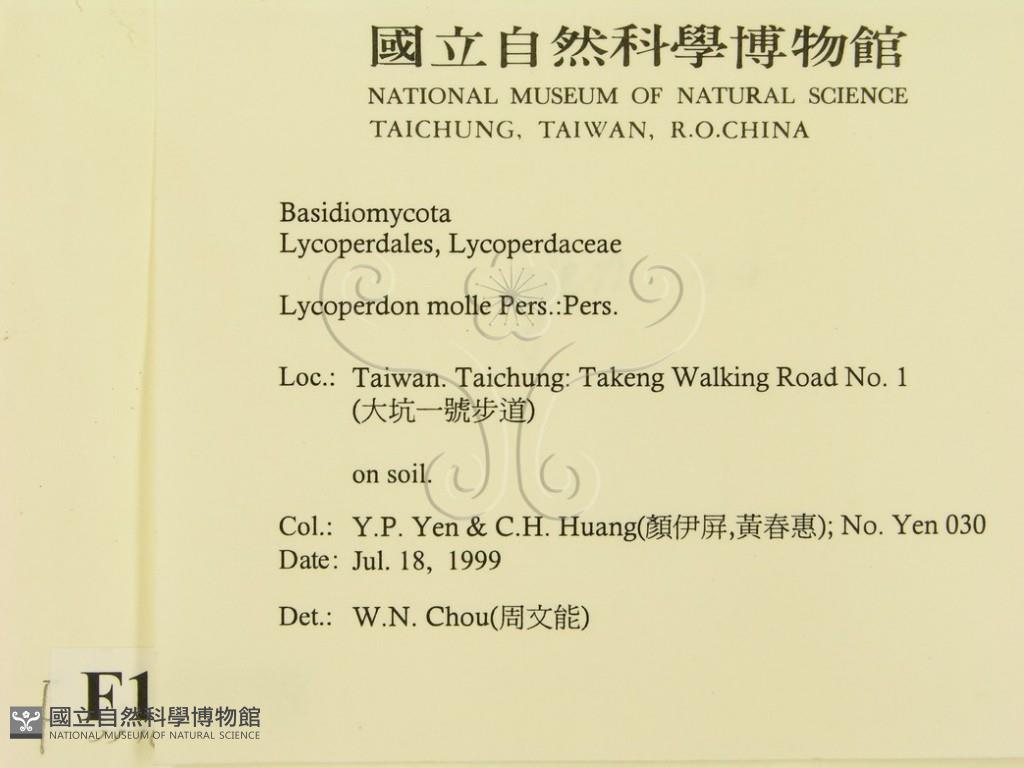 國立自然科學博物館
NATIONAL MUSEUM OF NATURAL SCIENCE
TAICHUNG, TAIWAN, R.O.CHINA
Basidiomycota
Lycoperdales, Lycoperdaceae
Lycoperdon molle Pers.:Pers.
Loc.: Taiwan. Taichung: Takeng Walking Road No. 1
(大坑一號步道)
on soil.
Col.: Y.P. Yen & C.H. Huang(顏伊屏,黃春惠); No. Yen 030
Date: Jul. 18, 1999
Det.: W.N. Chou(周文能)
F1
國立自然科學博物館
NATIONAL MUSEUM OF NATURAL SCIENCE